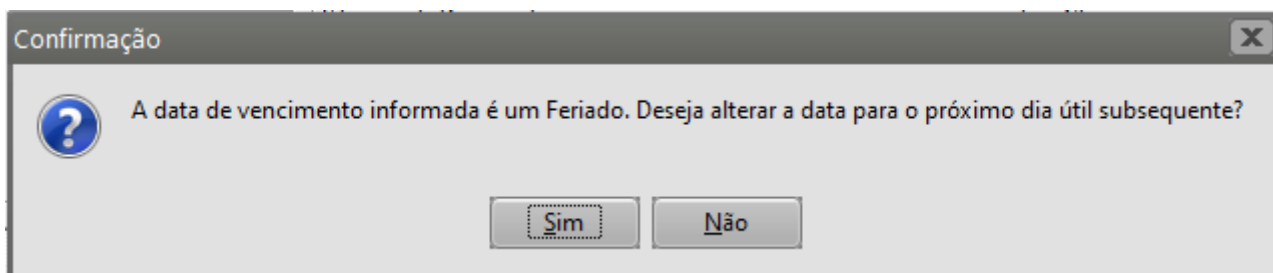 Confirmação
A data de vencimento informada é um Feriado. Deseja alterar a data para o próximo dia útil subsequente?
Sim
Não